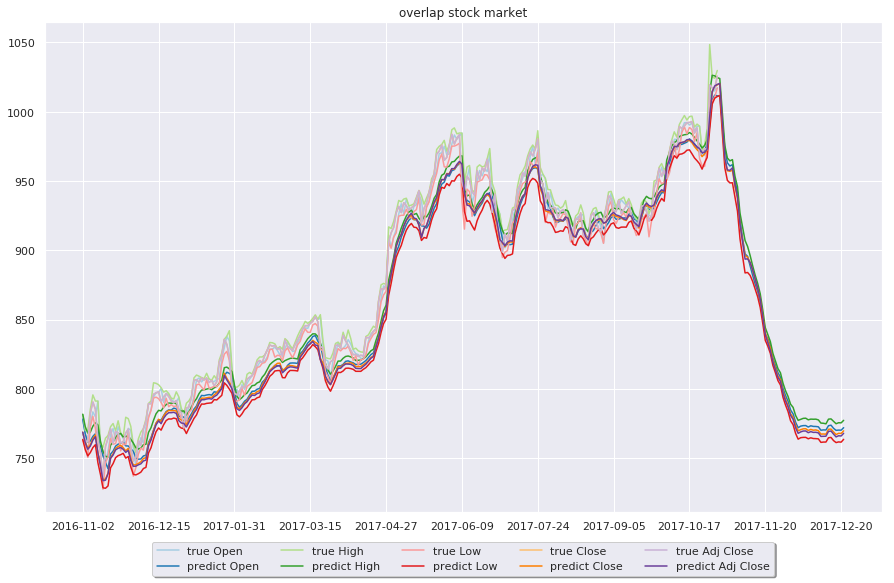 overlap stock market
1050
1000
950
900
850
800
750
2016-11-02 2016-12-15 2017-01-31 2017-03-15 2017-04-27 2017-06-09 2017-07-24 2017-09-05 2017-10-17 2017-11-20 2017-12-20
true Open true High true Low true Close true Adj Close
predict Open predict High predict Low predict Close predict Adj Close